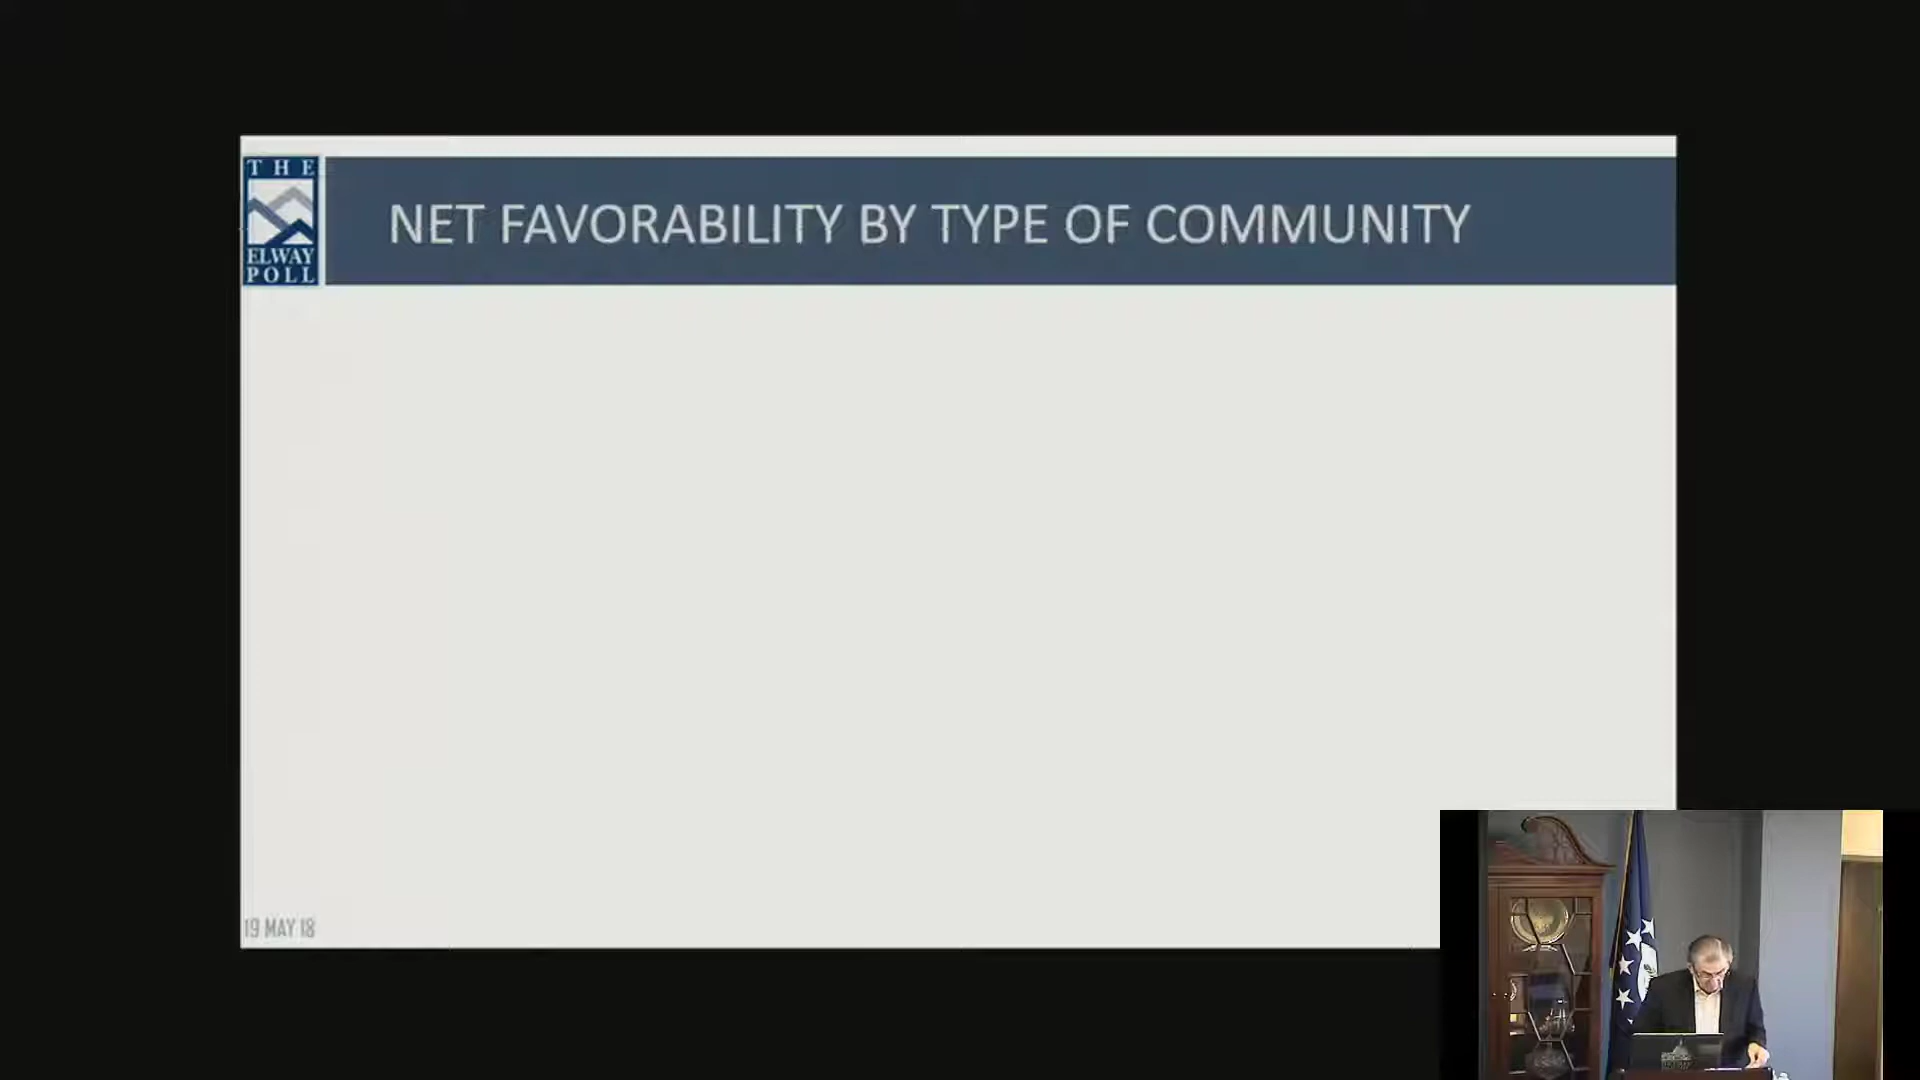 THE
ELWAY
POLL
NET FAVORABILITY BY TYPE OF COMMUNITY
19 MAY 18